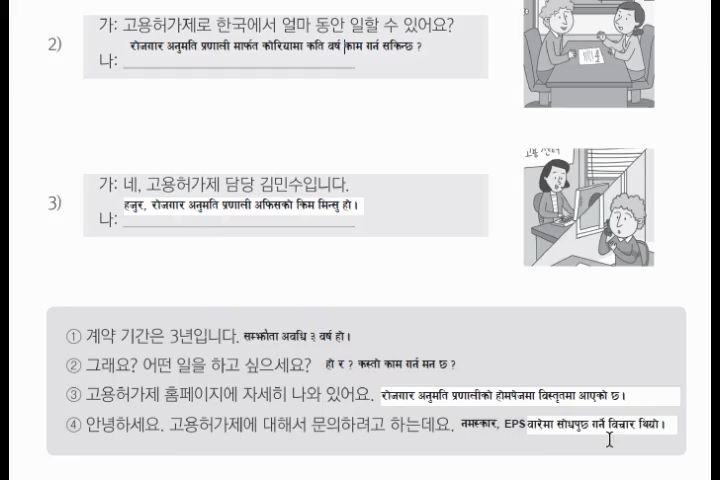 2)
가: 고용허가제로 한국에서 얼마 동안 일할 수 있어요?
रोजगार अनुमति प्रणाली मार्फत कोरियामा कति वर्ष काम गर्न सकिन्छ ?
나:
고용 센터
3)
가: 네, 고용허가제 담당 김민수입니다.
हजुर, रोजगार अनुमति प्रणाली अफिसको किम मिन्सु हो।
나:
① 계약 기간은 3년입니다. सम्झौता अवधि ३ वर्ष हो।
② 그래요? 어떤 일을 하고 싶으세요? हो र ? कस्तो काम गर्न मन छ ?
③ 고용허가제 홈페이지에 자세히 나와 있어요. रोजगार अनुमति प्रणालीको होमपेजमा विस्तृतमा आएको छ।
④ 안녕하세요. 고용허가제에 대해서 문의하려고 하는데요. नमस्कार, EPS वारेमा सोधपुछ गर्ने विचार थियो।